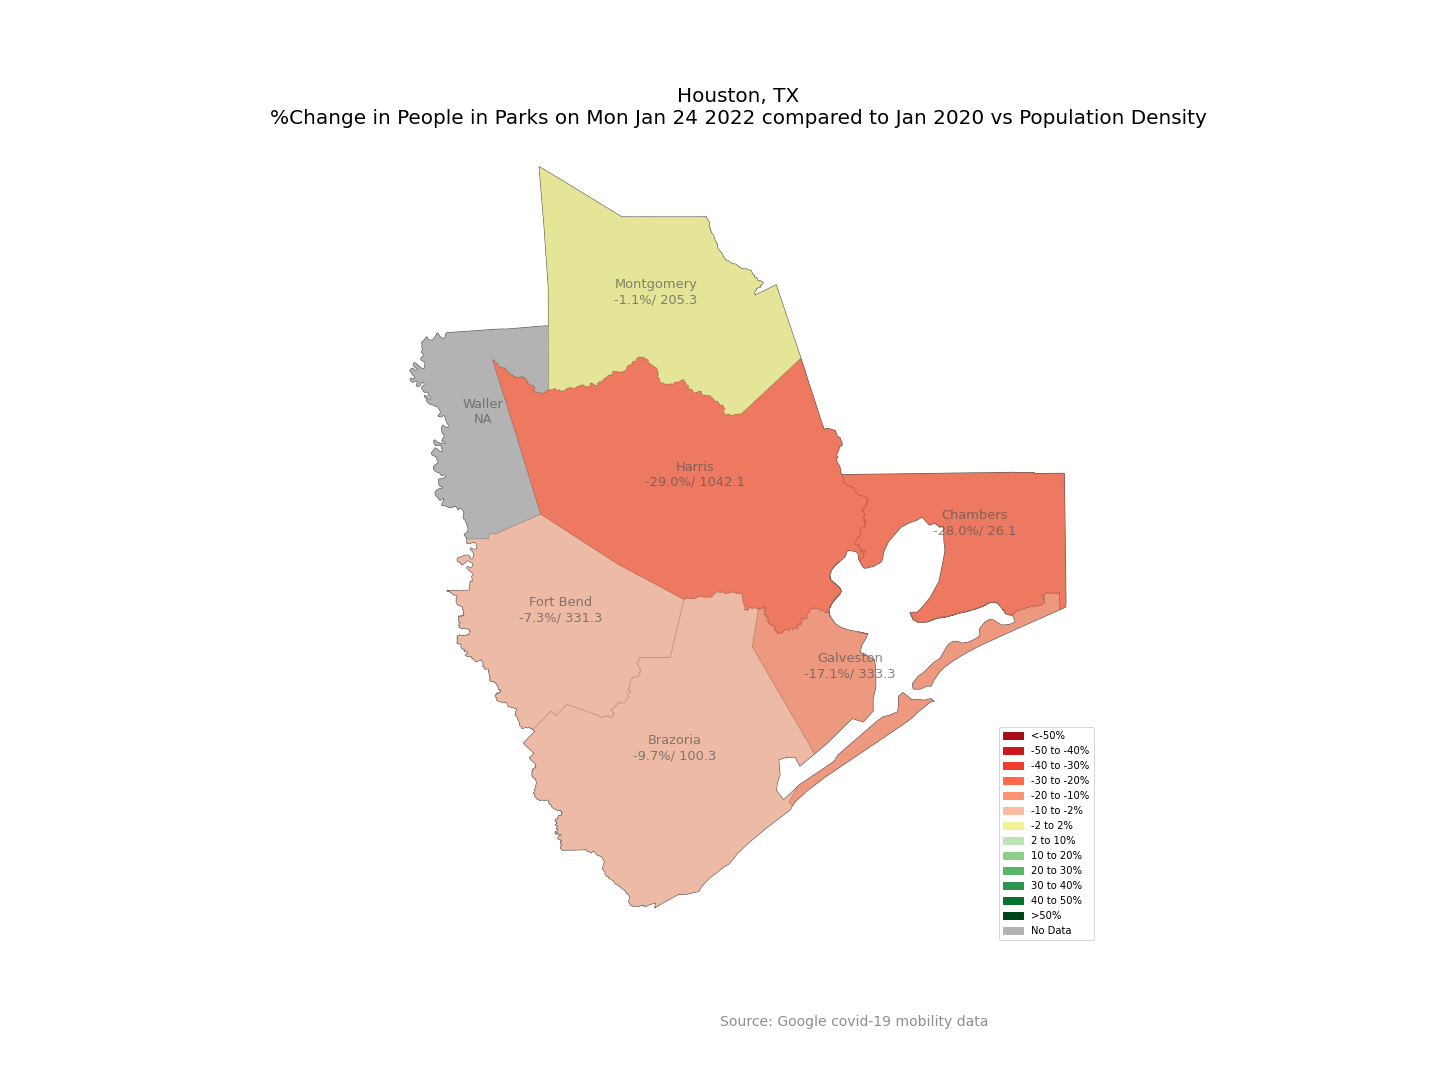 Houston, TX
%Change in People in Parks on Mon Jan 24 2022 compared to Jan 2020 vs Population Density
Montgomery
-1.1%/ 205.3
Waller
NA
Harris
-29.0%/ 1042.1
Chambers
-28.0%/ 26.1
Fort Bend
-7.3%/ 331.3
Galveston
-17.1%/ 333.3
Brazoria
-9.7%/ 100.3
<-50%
-50 to -40%
-40 to -30%
-30 to -20%
-20 to -10%
-10 to -2%
-2 to 2%
2 to 10%
10 to 20%
20 to 30%
30 to 40%
40 to 50%
>50%
No Data
Source: Google covid-19 mobility data